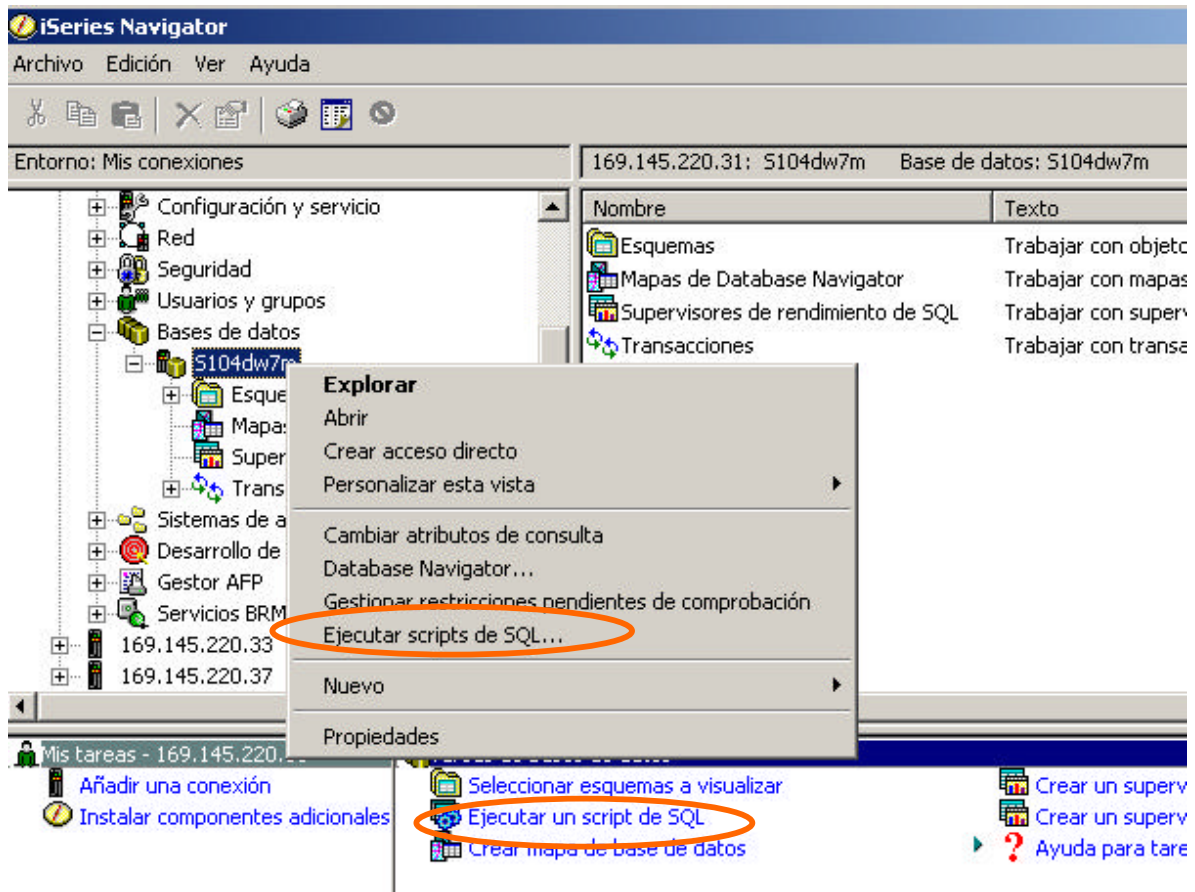 iSeries Navigator
Archivo Edición Ver Ayuda
Entorno: Mis conexiones
169.145.220.31: S104dw7m Base de datos: S104dw7m
Configuración y servicio
Red
Seguridad
Usuarios y grupos
Bases de datos
S104dw7m
Esque
Mapa
Super
Trans
Sistemas de a
Desarrollo de
Gestor AFP
Servicios BRM
169.145.220.33
169.145.220.37
Nombre Texto
Esquemas Trabajar con objeto
Mapas de Database Navigator Trabajar con mapas
Supervisores de rendimiento de SQL Trabajar con superv
Transacciones Trabajar con transa
Explorar
Abrir
Crear acceso directo
Personalizar esta vista
Cambiar atributos de consulta
Database Navigator...
Gestionar restricciones pendientes de comprobación
Ejecutar scripts de SQL...
Nuevo
Propiedades
Mis tareas - 169.145.220.
Añadir una conexión
Instalar componentes adicionales
Seleccionar esquemas a visualizar
Ejecutar un script de SQL
Crear mapa de base de datos
Crear un superv
Crear un superv
Ayuda para tare